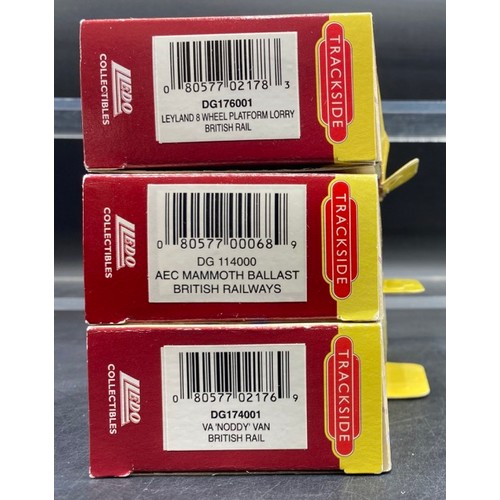 LLEDO
COLLECTIBLES
0 80577 02178 3
DG176001
LEYLAND 8 WHEEL PLATFORM LORRY
BRITISH RAIL
TRACKSIDE
LLEDO
COLLECTIBLES
0 80577 00068 9
DG 114000
AEC MAMMOTH BALLAST
BRITISH RAILWAYS
TRACKSIDE
LLEDO
COLLECTIBLES
0 80577 02176 9
DG174001
VA 'NODDY' VAN
BRITISH RAIL
TRACKSIDE